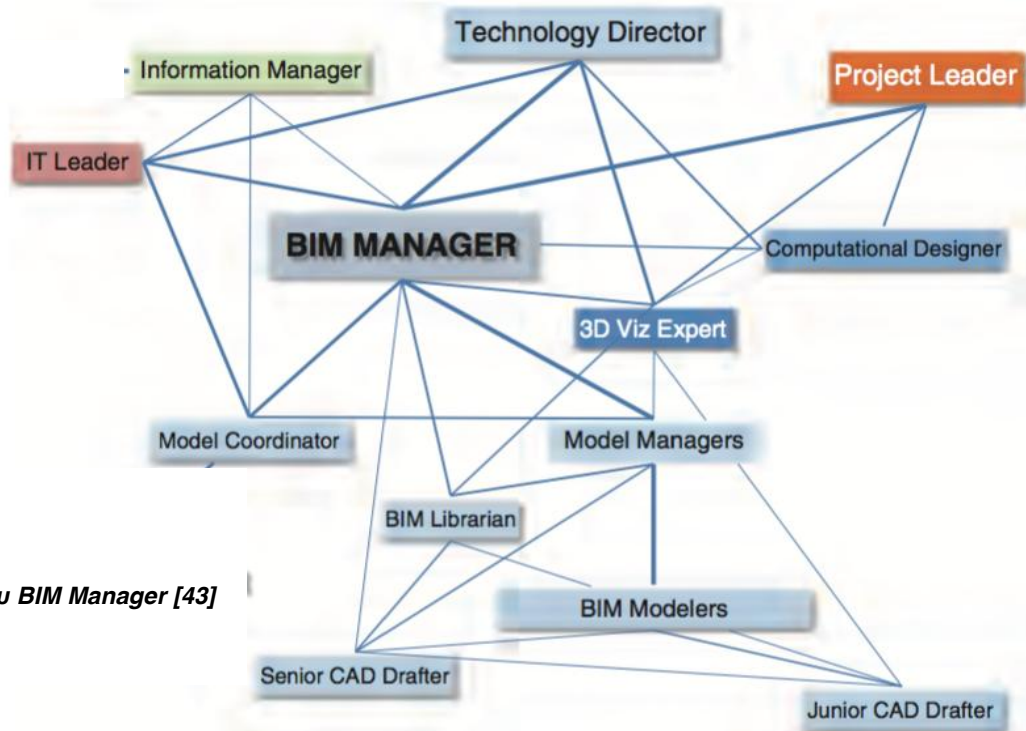 Technology Director
Information Manager
Project Leader
IT Leader
BIM MANAGER
Computational Designer
3D Viz Expert
Model Coordinator
Model Managers
BIM Librarian
BIM Manager [43]
BIM Modelers
Senior CAD Drafter
Junior CAD Drafter